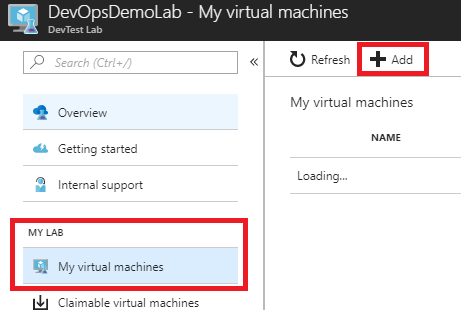 DevOpsDemoLab - My virtual machines
DevTest Lab
Search (Ctrl+/)
«
Overview
Getting started
Internal support
MY LAB
My virtual machines
Claimable virtual machines
Refresh
Add
My virtual machines
NAME
Loading...